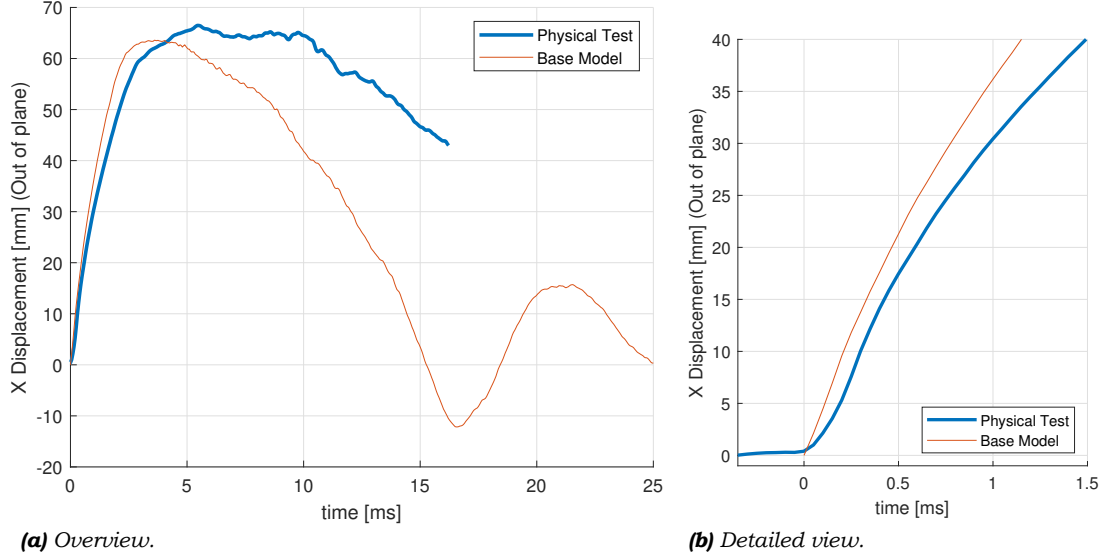 70
60
50
40
30
20
10
0
-10
-20
X Displacement [mm] (Out of plane)
Physical Test
Base Model
0
5
10
15
20
25
time [ms]
(a) Overview.
40
35
30
25
20
15
10
5
0
X Displacement [mm] (Out of plane)
Physical Test
Base Model
0
0.5
1
1.5
time [ms]
(b) Detailed view.